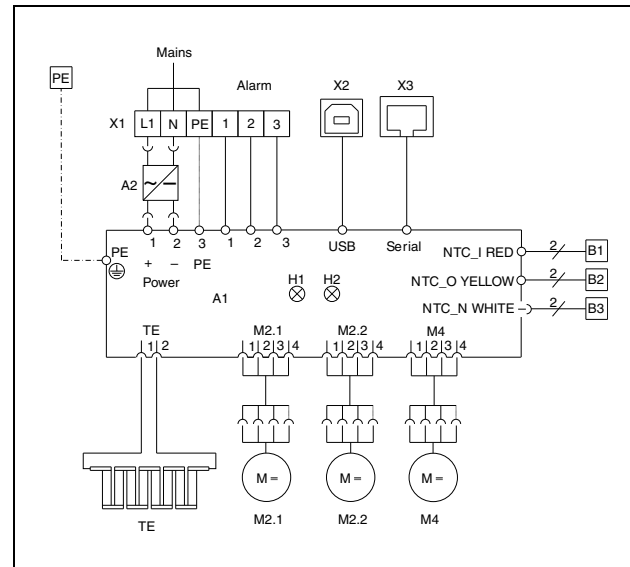 Mains
PE
Alarm
X2
X3
X1 L1 N PE 1 2 3
A2 ~ –
PE
1 2 3 1 2 3 USB Serial
+ – PE
Power
NTC_I RED 2 B1
NTC_O YELLOW 2 B2
NTC_N WHITE 2 B3
A1
H1 H2
TE M2.1 M2.2 M4
1 2 1 2 3 4 1 2 3 4 1 2 3 4
M = M = M =
TE M2.1 M2.2 M4